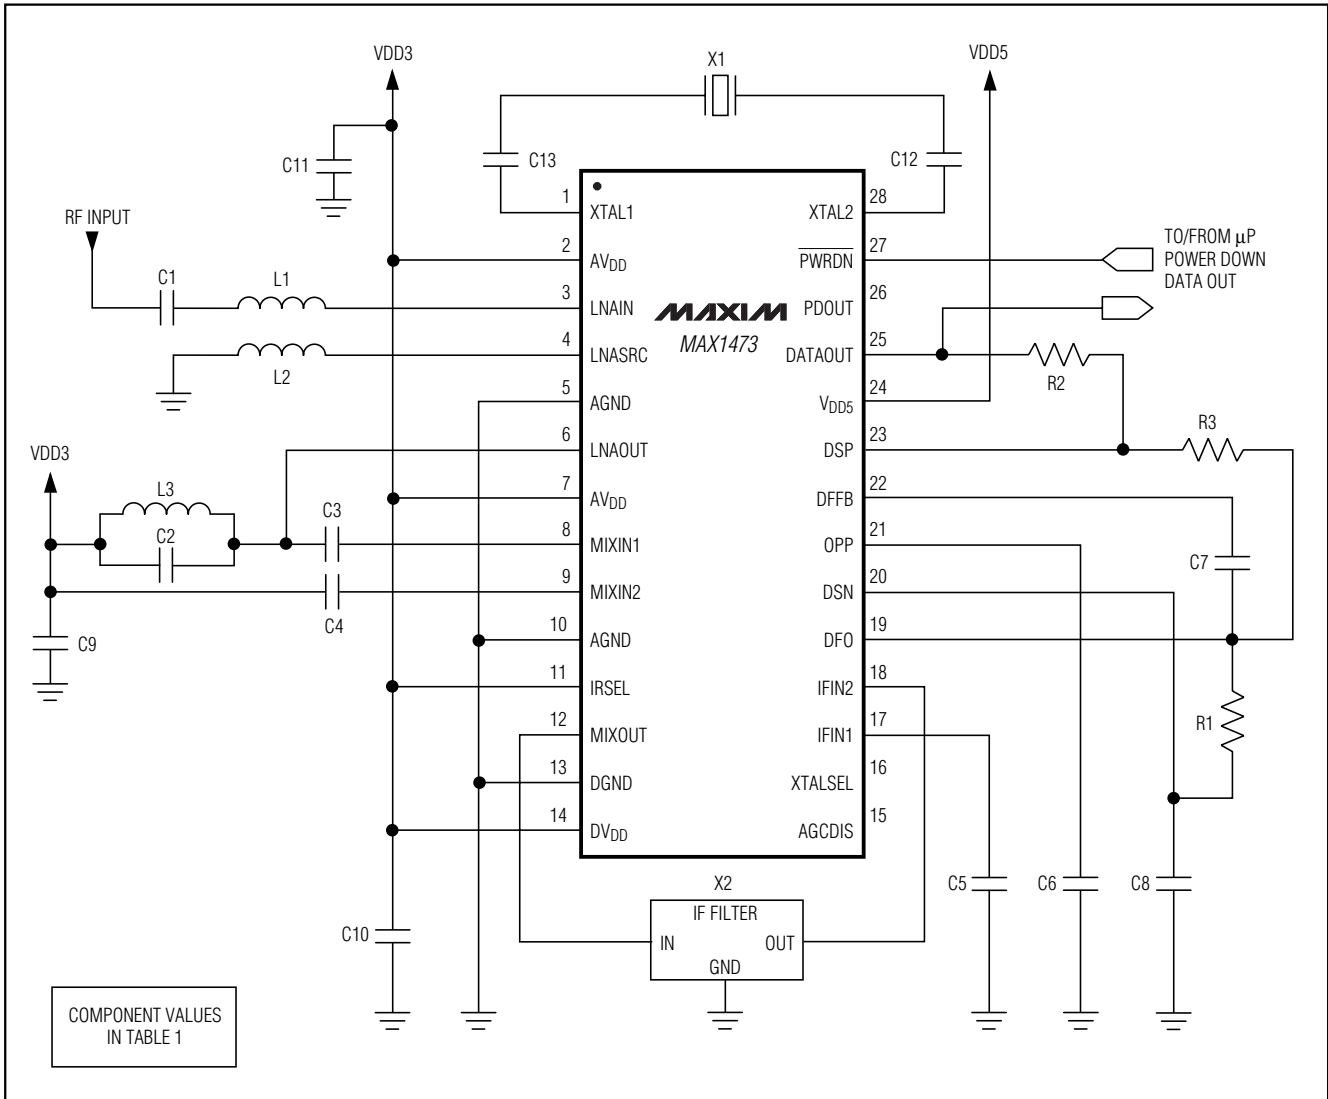 VDD3
X1
VDD5
C11
C13
C12
1
XTAL1
28
XTAL2
RF INPUT
2
AVDD
27
PWRDN
TO/FROM µP
POWER DOWN
DATA OUT
C1
L1
3
LNAIN
MAXIM
MAX1473
26
PDOUT
L2
4
LNASRC
25
DATAOUT
R2
5
AGND
24
VDD5
R3
VDD3
6
LNAOUT
23
DSP
L3
C2
C3
7
AVDD
22
DFFB
8
MIXIN1
21
OPP
C7
C4
9
MIXIN2
20
DSN
C9
10
AGND
19
DFO
11
IRSEL
18
IFIN2
R1
12
MIXOUT
17
IFIN1
13
DGND
16
XTALSEL
14
DVDD
15
AGCDIS
X2
IF FILTER
IN
OUT
GND
C10
C5
C6
C8
COMPONENT VALUES
IN TABLE 1